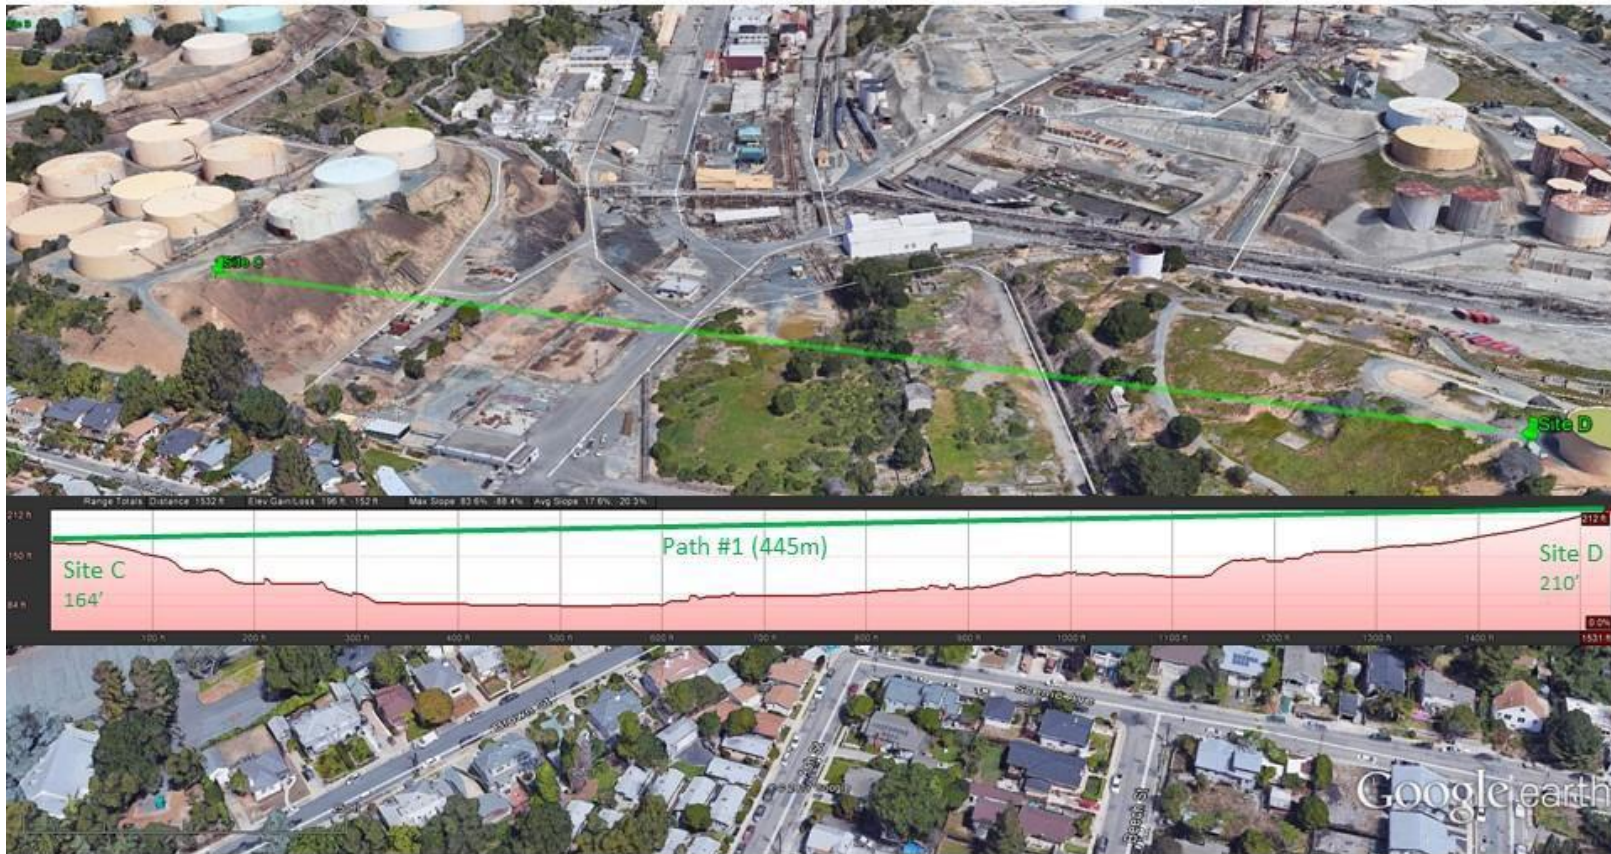 Site C
Site D
Range Totals: Distance: 1532 ft Elev Gain/Loss: 196 ft, -152 ft Max Slope: 83.6%, -88.4% Avg Slope: 17.6%, -20.3%
212 ft
212 ft
150 ft
84 ft
Path #1 (445m)
Site C
164'
Site D
210'
0.0%
100 ft 200 ft 300 ft 400 ft 500 ft 600 ft 700 ft 800 ft 900 ft 1000 ft 1100 ft 1200 ft 1300 ft 1400 ft 1531 ft
Scenic Ave
Google earth